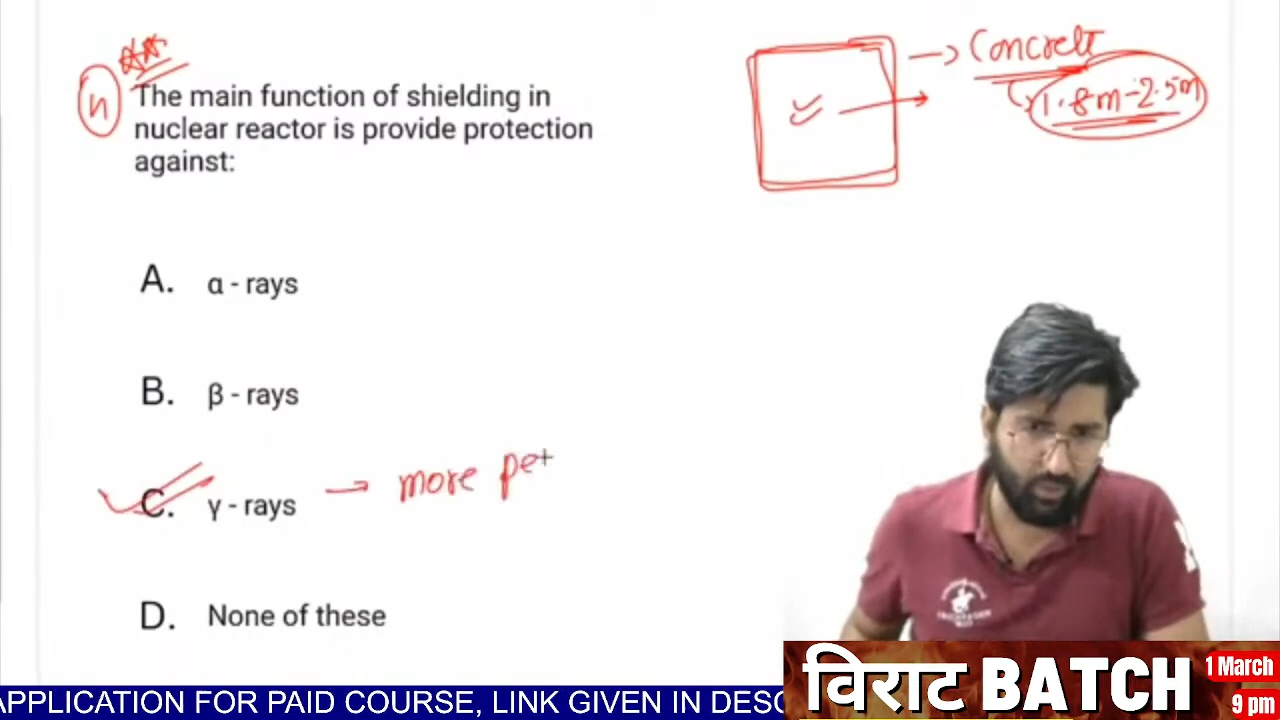 n
The main function of shielding in
nuclear reactor is provide protection
against:
→ Concrete
1.8m-2.5m
A. α - rays
B. β - rays
C. γ - rays → more pe
D. None of these
विराट BATCH
1 March
9 pm
APPLICATION FOR PAID COURSE, LINK GIVEN IN DESC